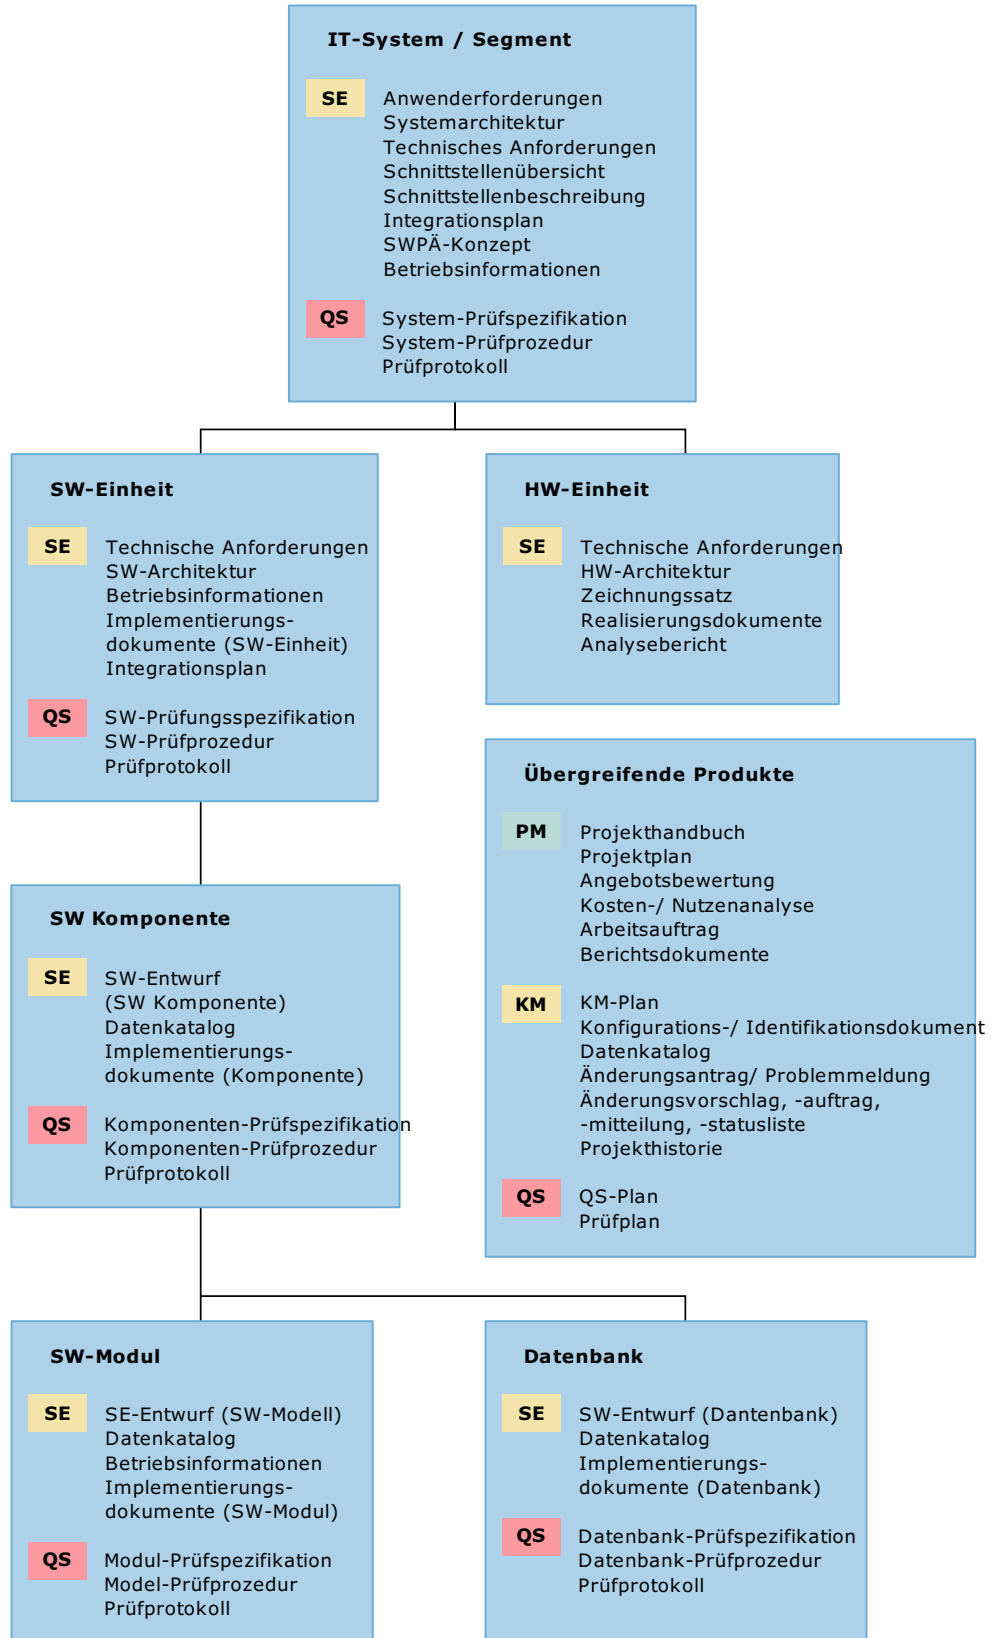 IT-System / Segment
SE
Anwenderforderungen
Systemarchitektur
Technisches Anforderungen
Schnittstellenübersicht
Schnittstellenbeschreibung
Integrationsplan
SWPÄ-Konzept
Betriebsinformationen
QS
System-Prüfspezifikation
System-Prüfprozedur
Prüfprotokoll
SW-Einheit
SE
Technische Anforderungen
SW-Architektur
Betriebsinformationen
Implementierungs-
dokumente (SW-Einheit)
Integrationsplan
QS
SW-Prüfungsspezifikation
SW-Prüfprozedur
Prüfprotokoll
HW-Einheit
SE
Technische Anforderungen
HW-Architektur
Zeichnungssatz
Realisierungsdokumente
Analysebericht
Übergreifende Produkte
PM
Projekthandbuch
Projektplan
Angebotsbewertung
Kosten-/ Nutzenanalyse
Arbeitsauftrag
Berichtsdokumente
KM
KM-Plan
Konfigurations-/ Identifikationsdokument
Datenkatalog
Änderungsantrag/ Problemmeldung
Änderungsvorschlag, -auftrag,
-mitteilung, -statusliste
Projekthistorie
QS
QS-Plan
Prüfplan
SW Komponente
SE
SW-Entwurf
(SW Komponente)
Datenkatalog
Implementierungs-
dokumente (Komponente)
QS
Komponenten-Prüfspezifikation
Komponenten-Prüfprozedur
Prüfprotokoll
SW-Modul
SE
SE-Entwurf (SW-Modell)
Datenkatalog
Betriebsinformationen
Implementierungs-
dokumente (SW-Modul)
QS
Modul-Prüfspezifikation
Model-Prüfprozedur
Prüfprotokoll
Datenbank
SE
SW-Entwurf (Dantenbank)
Datenkatalog
Implementierungs-
dokumente (Datenbank)
QS
Datenbank-Prüfspezifikation
Datenbank-Prüfprozedur
Prüfprotokoll